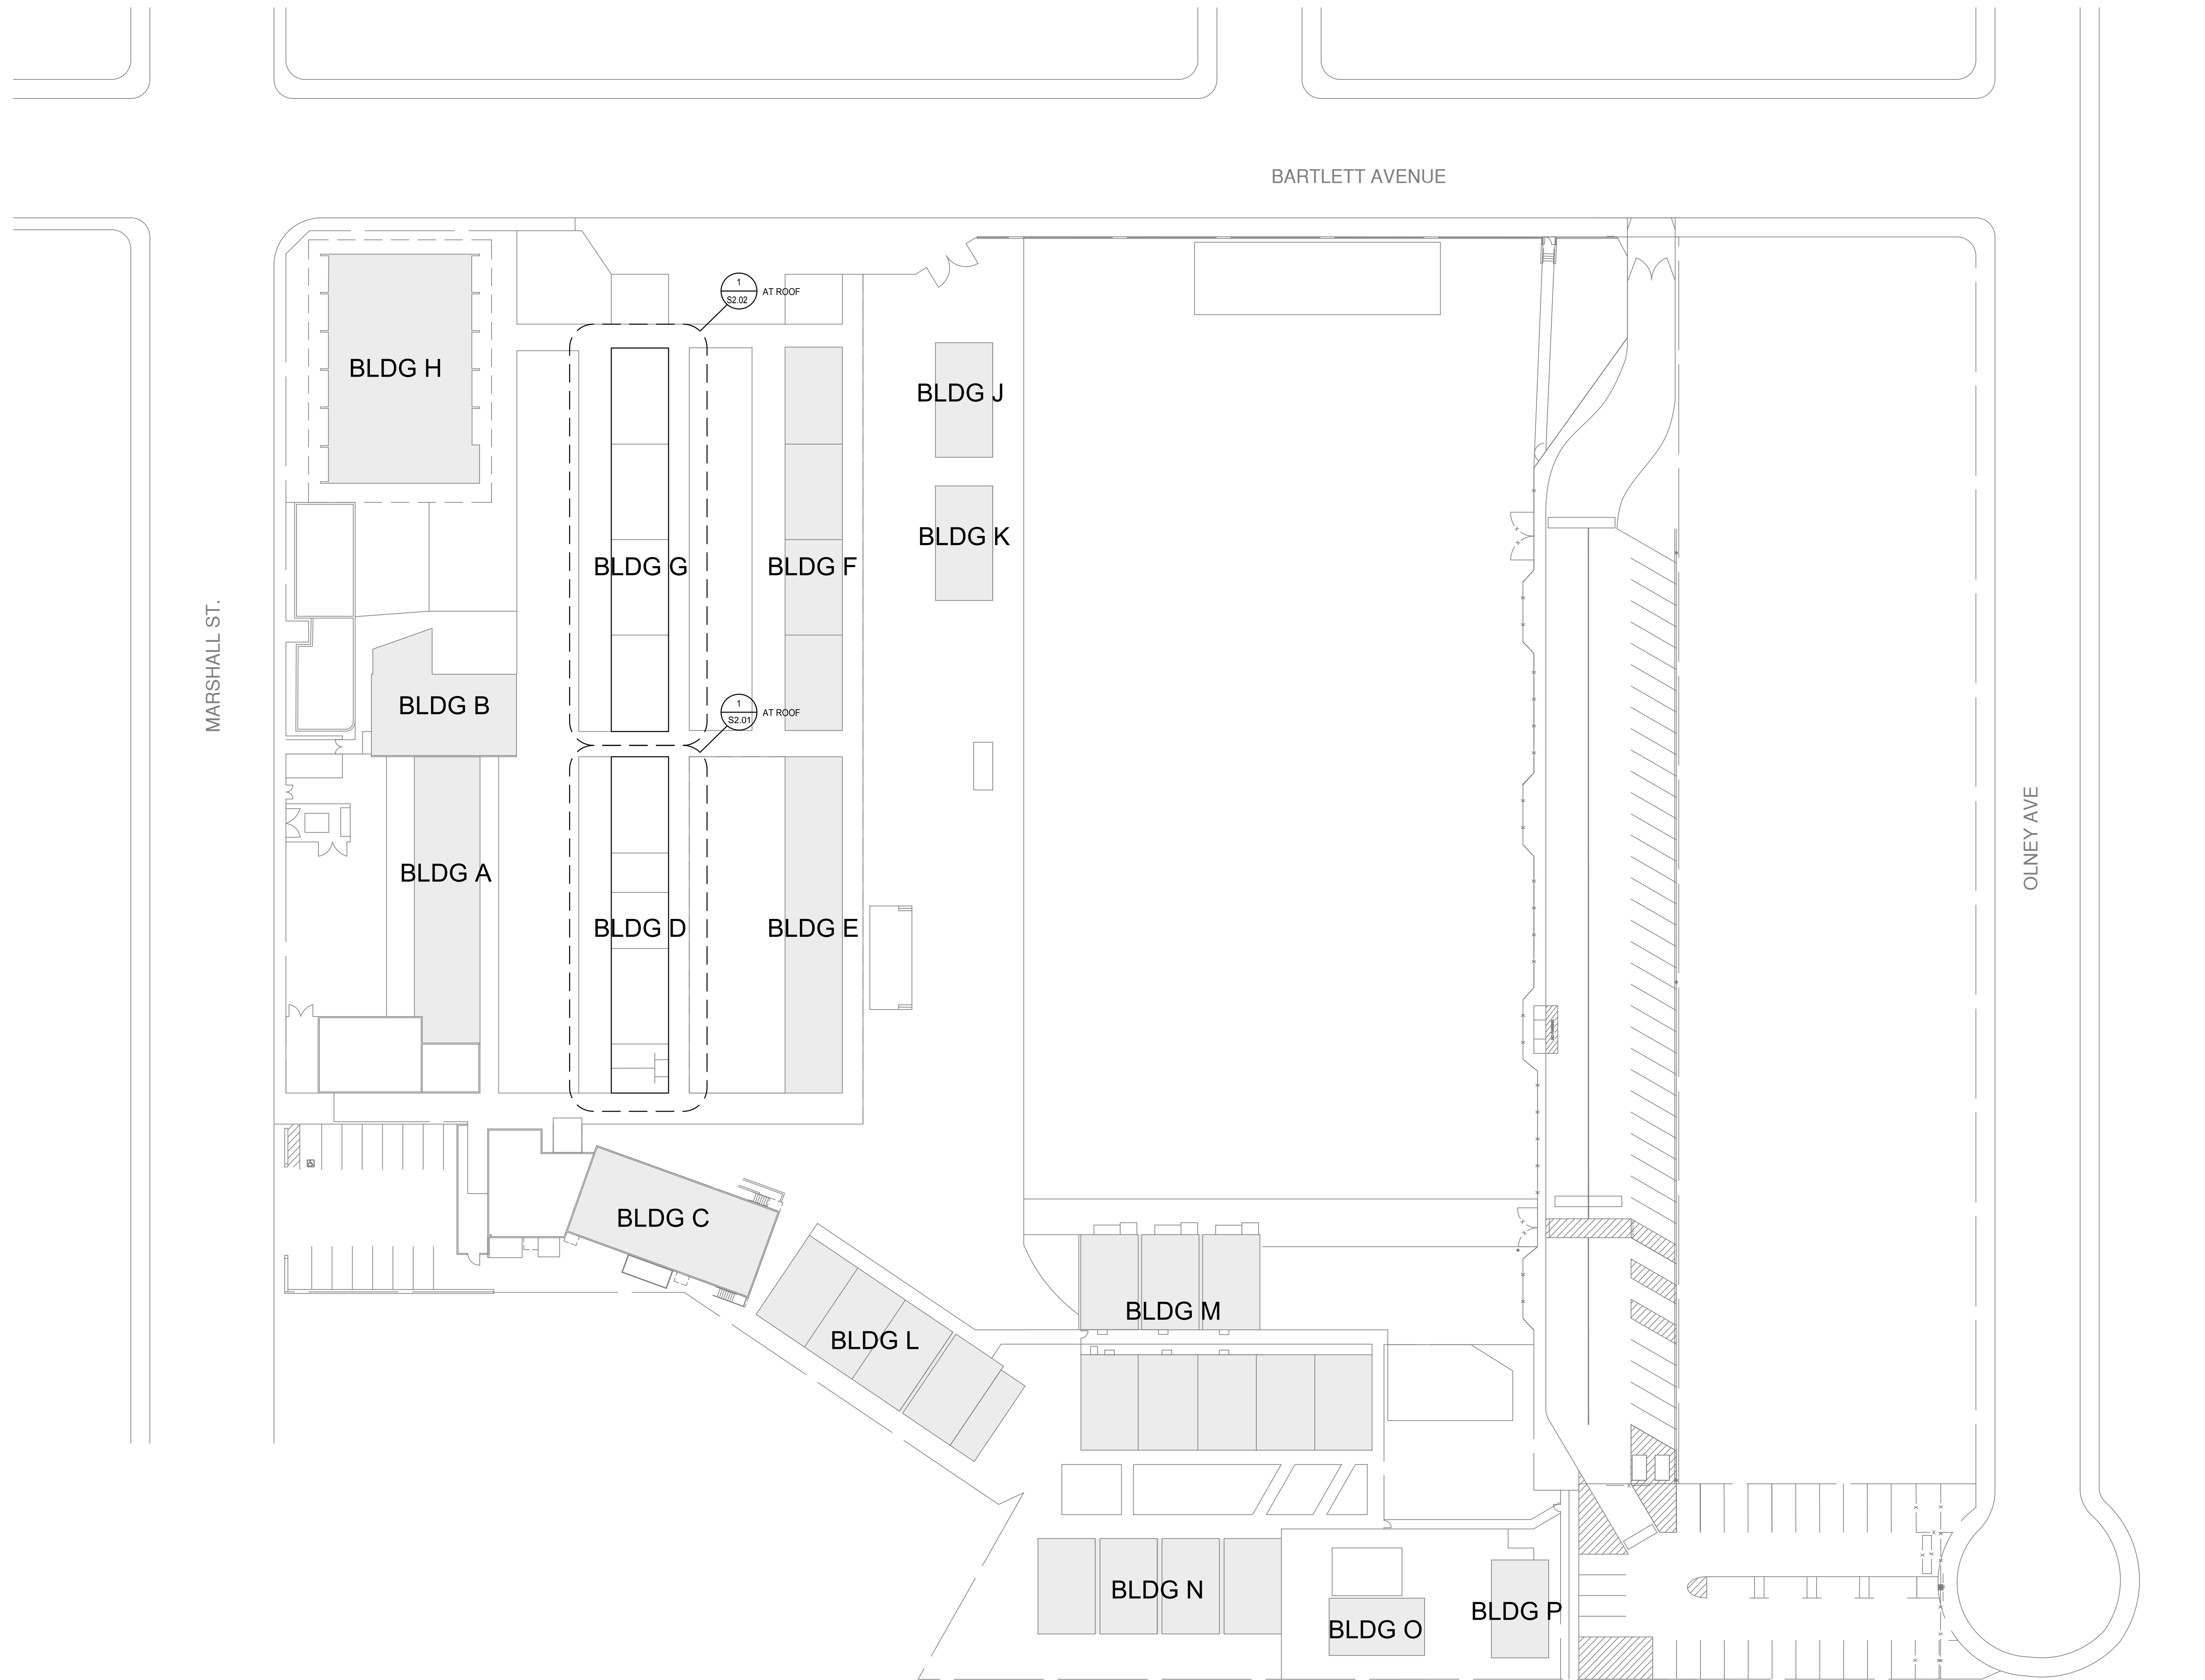 BARTLETT AVENUE
1
S2.02
AT ROOF
BLDG H
BLDG J
BLDG K
BLDG G
BLDG F
MARSHALL ST.
BLDG B
1
S2.01
AT ROOF
OLNEY AVE
BLDG A
BLDG D
BLDG E
BLDG C
BLDG M
BLDG L
BLDG N
BLDG P
BLDG O